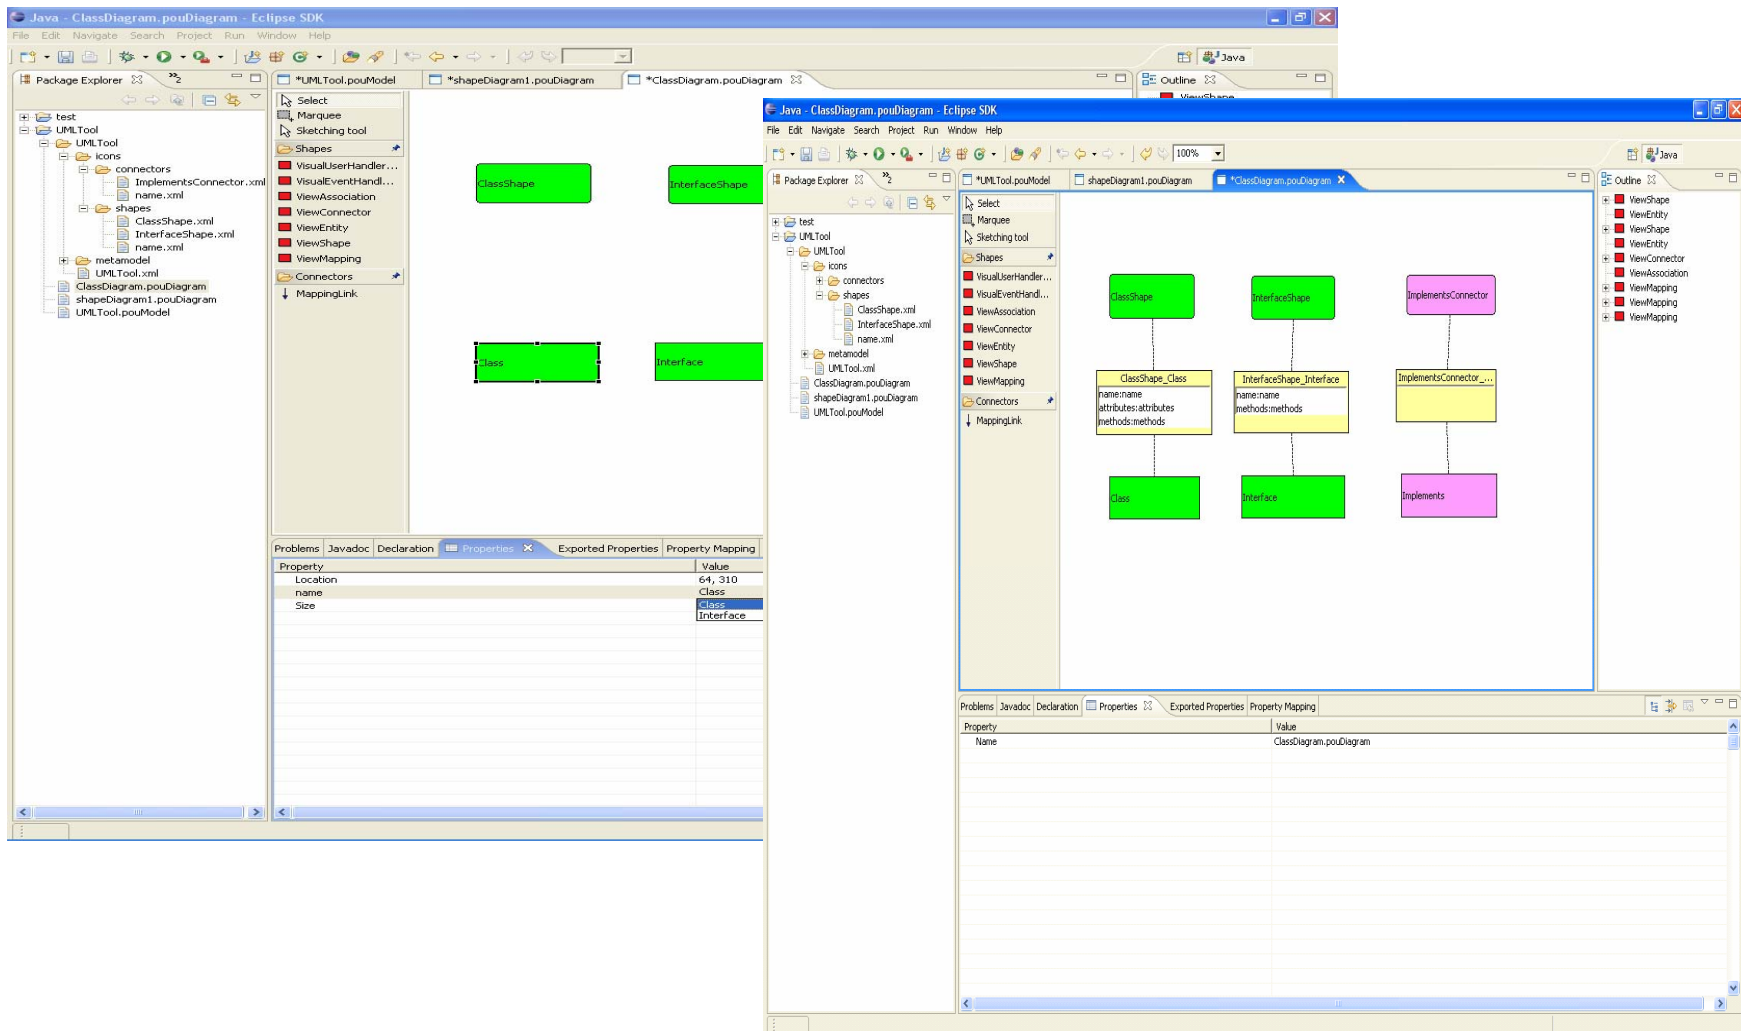 Java - ClassDiagram.pouDiagram - Eclipse SDK
File Edit Navigate Search Project Run Window Help
Java
Package Explorer
2
*UMLTool.pouModel
*shapeDiagram1.pouDiagram
*ClassDiagram.pouDiagram
Outline
ViewShape
test
UMLTool
UMLTool
icons
connectors
ImplementsConnector.xml
name.xml
shapes
ClassShape.xml
InterfaceShape.xml
name.xml
metamodel
UMLTool.xml
ClassDiagram.pouDiagram
shapeDiagram1.pouDiagram
UMLTool.pouModel
Select
Marquee
Sketching tool
Shapes
VisualUserHandler...
VisualEventHandl...
ViewAssociation
ViewConnector
ViewEntity
ViewShape
ViewMapping
Connectors
MappingLink
ClassShape
InterfaceShape
Class
Interface
Problems Javadoc Declaration Properties Exported Properties Property Mapping
Property Value
Location 64, 310
name Class
Size Class
Interface
Java - ClassDiagram.pouDiagram - Eclipse SDK
File Edit Navigate Search Project Run Window Help
100%
Java
Package Explorer
2
*UMLTool.pouModel
shapeDiagram1.pouDiagram
*ClassDiagram.pouDiagram
Outline
test
UMLTool
UMLTool
icons
connectors
shapes
ClassShape.xml
InterfaceShape.xml
name.xml
metamodel
UMLTool.xml
ClassDiagram.pouDiagram
shapeDiagram1.pouDiagram
UMLTool.pouModel
Select
Marquee
Sketching tool
Shapes
VisualUserHandler...
VisualEventHandl...
ViewAssociation
ViewConnector
ViewEntity
ViewShape
ViewMapping
Connectors
MappingLink
ClassShape
InterfaceShape
ImplementsConnector
ClassShape_Class
name:name
attributes:attributes
methods:methods
InterfaceShape_Interface
name:name
methods:methods
ImplementsConnector_...
Class
Interface
Implements
ViewShape
ViewEntity
ViewShape
ViewEntity
ViewConnector
ViewAssociation
ViewMapping
ViewMapping
ViewMapping
Problems Javadoc Declaration Properties Exported Properties Property Mapping
Property Value
Name ClassDiagram.pouDiagram